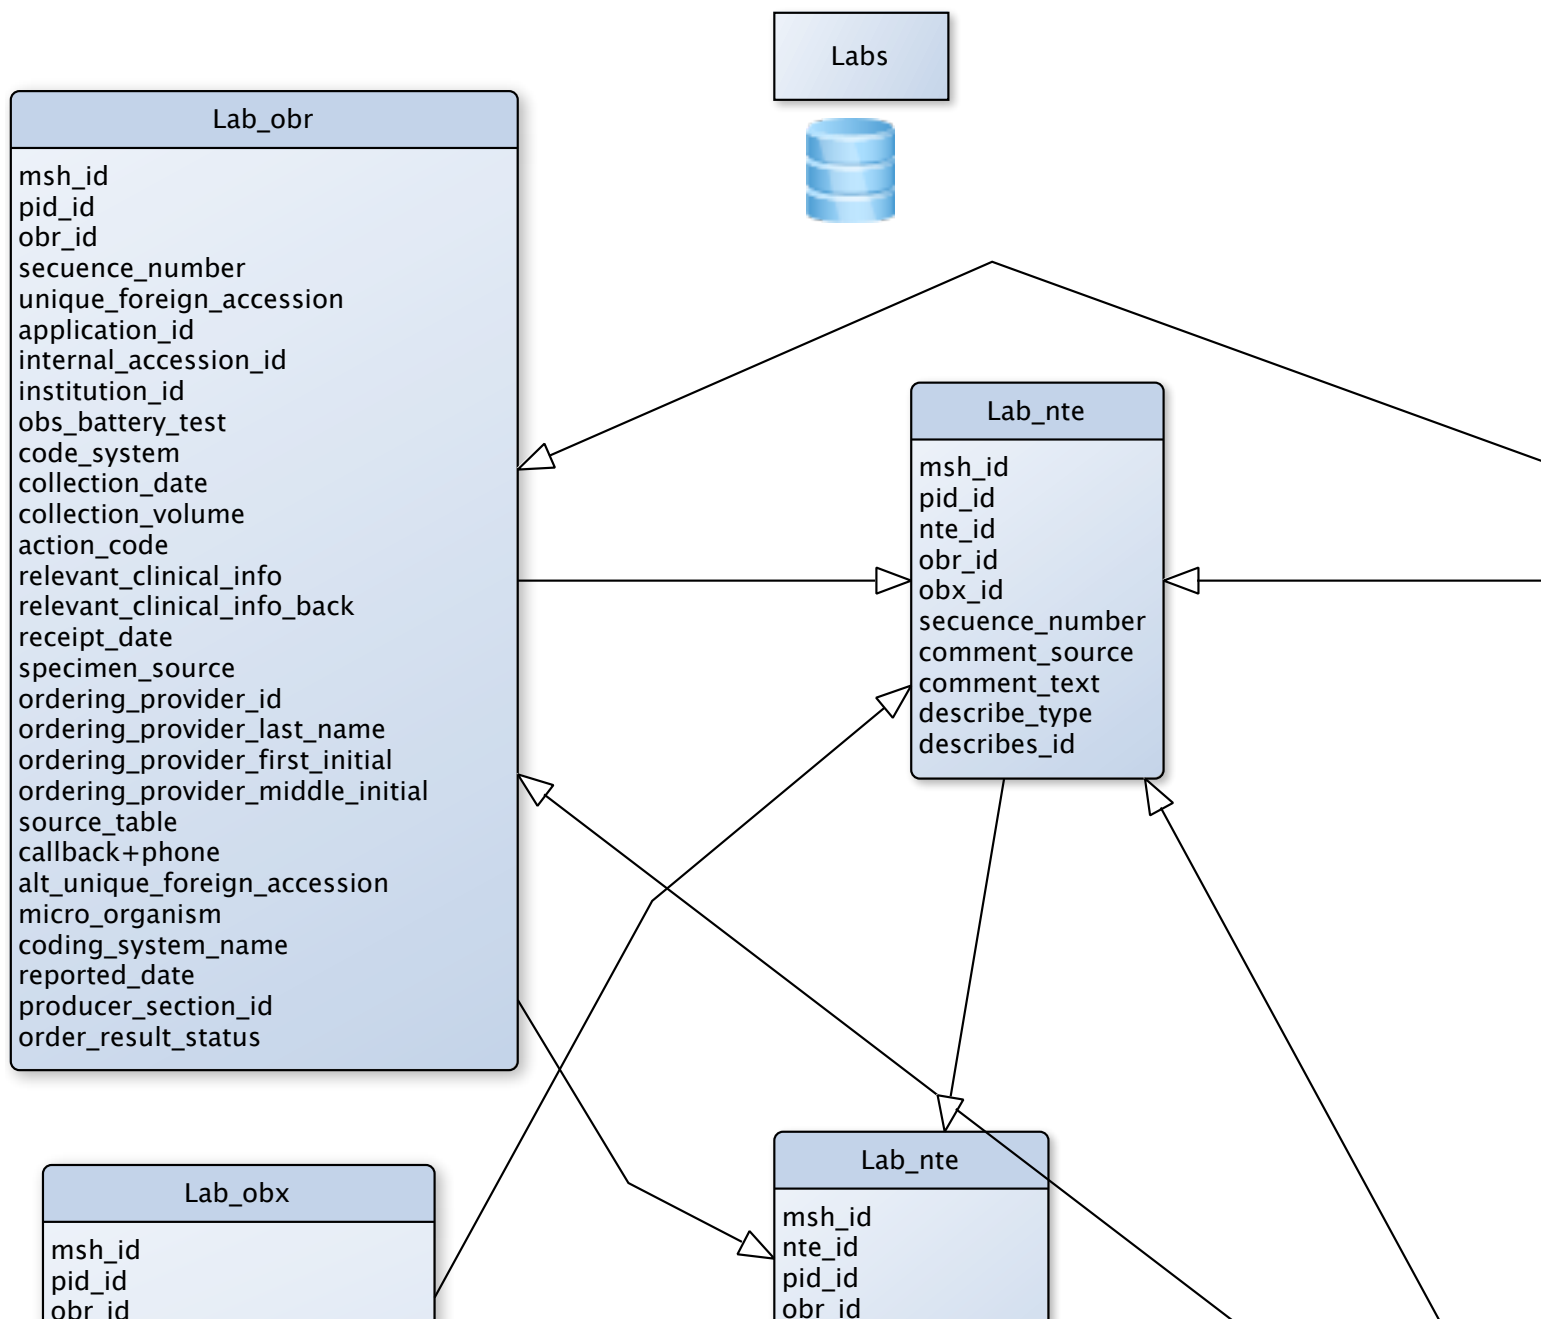 Labs
Lab_obr
msh_id
pid_id
obr_id
secuence_number
unique_foreign_accession
application_id
internal_accession_id
institution_id
obs_battery_test
code_system
collection_date
collection_volume
action_code
relevant_clinical_info
relevant_clinical_info_back
receipt_date
specimen_source
ordering_provider_id
ordering_provider_last_name
ordering_provider_first_initial
ordering_provider_middle_initial
source_table
callback+phone
alt_unique_foreign_accession
micro_organism
coding_system_name
reported_date
producer_section_id
order_result_status
Lab_nte
msh_id
pid_id
nte_id
obr_id
obx_id
secuence_number
comment_source
comment_text
describe_type
describes_id
Lab_obx
msh_id
pid_id
obr_id
Lab_nte
msh_id
nte_id
pid_id
obr_id